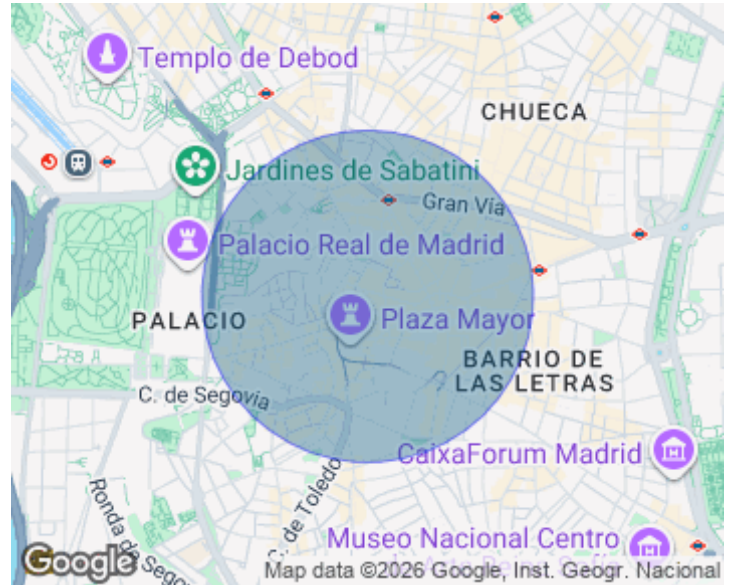 Templo de Debod
CHUECA
Jardines de Sabatini
Gran Vía
Palacio Real de Madrid
PALACIO
Plaza Mayor
BARRIO DE
LAS LETRAS
C. de Segovia
CaixaForum Madrid
C. de Toledo
Ronda de Segov
Museo Nacional Centro
Google
Map data ©2026 Google, Inst. Geogr. Nacional